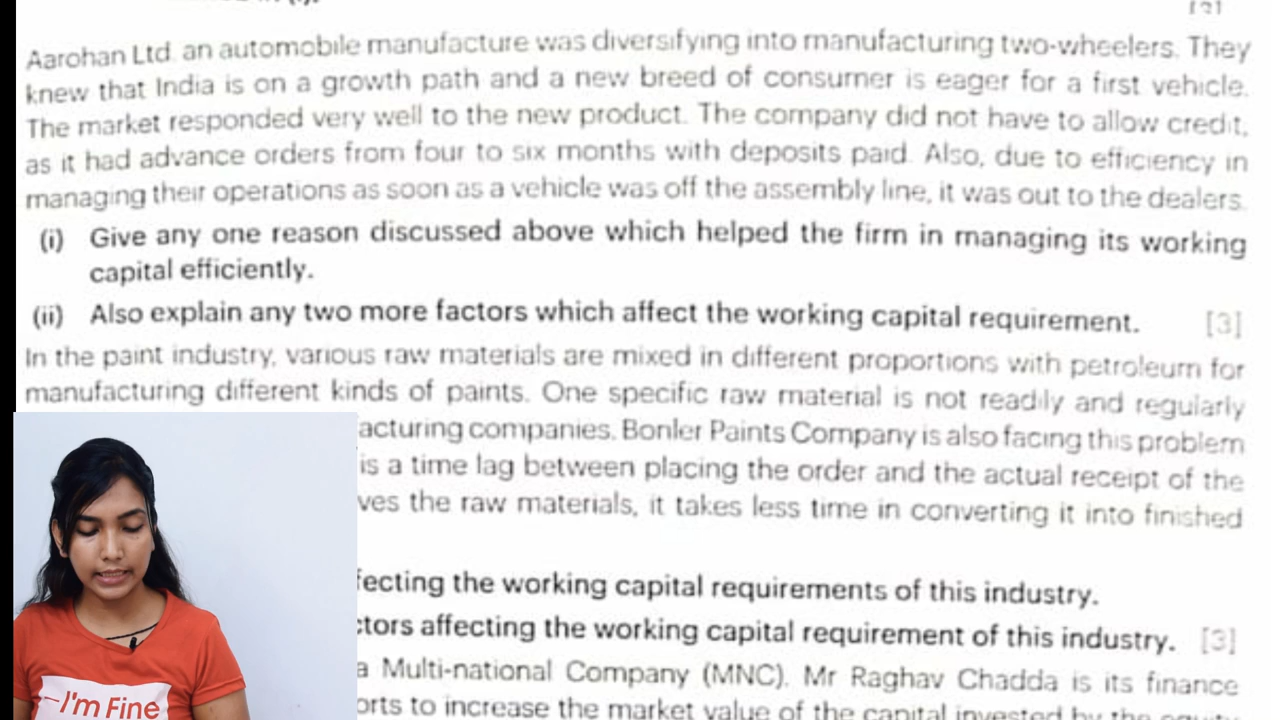 Aarohan Ltd. an automobile manufacture was diversifying into manufacturing two-wheelers. They
knew that India is on a growth path and a new breed of consumer is eager for a first vehicle.
The market responded very well to the new product. The company did not have to allow credit,
as it had advance orders from four to six months with deposits paid. Also, due to efficiency in
managing their operations as soon as a vehicle was off the assembly line, it was out to the dealers.
(i) Give any one reason discussed above which helped the firm in managing its working
capital efficiently.
(ii) Also explain any two more factors which affect the working capital requirement. [3]
In the paint industry, various raw materials are mixed in different proportions with petroleum for
manufacturing different kinds of paints. One specific raw material is not readily and regularly
acturing companies. Bonler Paints Company is also facing this problem
is a time lag between placing the order and the actual receipt of the
ves the raw materials, it takes less time in converting it into finished
fecting the working capital requirements of this industry.
ctors affecting the working capital requirement of this industry. [3]
a Multi-national Company (MNC). Mr Raghav Chadda is its finance
orts to increase the market value of the capital invested by the equity
—I'm Fine